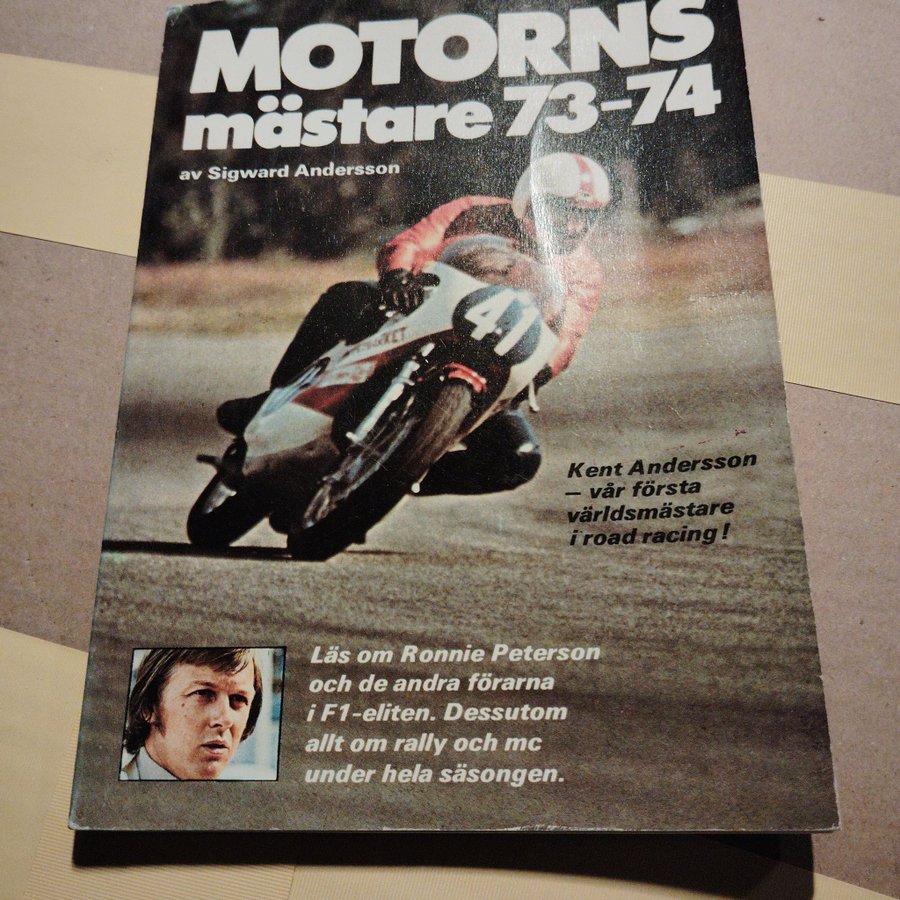 MOTORNS
mästare 73-74
av Sigward Andersson
41
Kent Andersson
– vår första
världsmästare
i road racing!
Läs om Ronnie Peterson
och de andra förarna
i F1-eliten. Dessutom
allt om rally och mc
under hela säsongen.